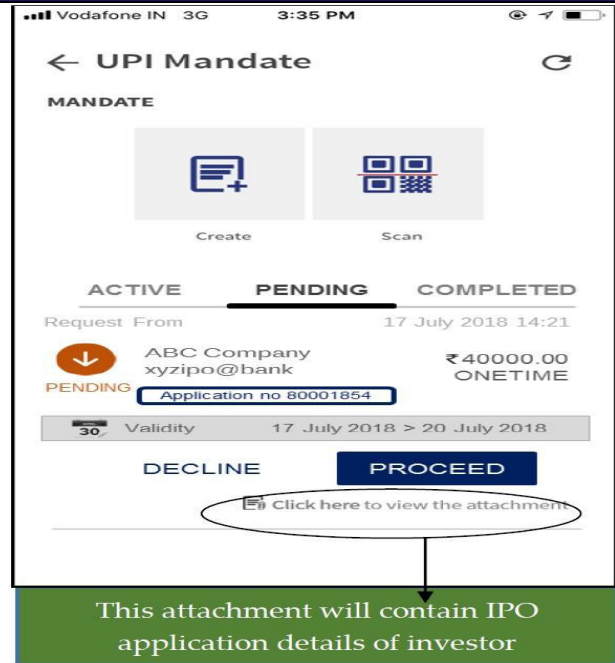 Vodafone IN 3G 3:35 PM
← UPI Mandate
MANDATE
Create Scan
ACTIVE PENDING COMPLETED
Request From 17 July 2018 14:21
ABC Company ₹40000.00
xyzipo@bank ONETIME
PENDING
Application no 80001854
30 Validity 17 July 2018 > 20 July 2018
DECLINE PROCEED
Click here to view the attachment
This attachment will contain IPO
application details of investor